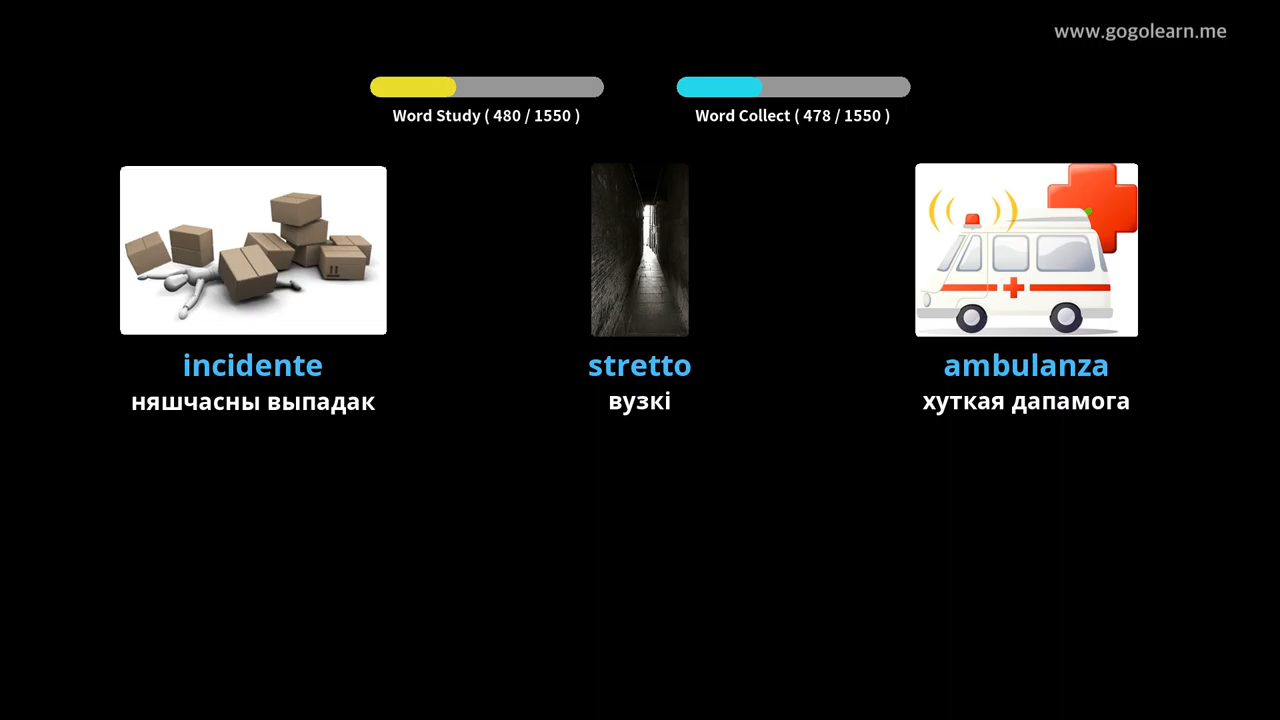 www.gogolearn.me
Word Study ( 480 / 1550 )
Word Collect ( 478 / 1550 )
incidente
няшчасны выпадак
stretto
вузкі
ambulanza
хуткая дапамога